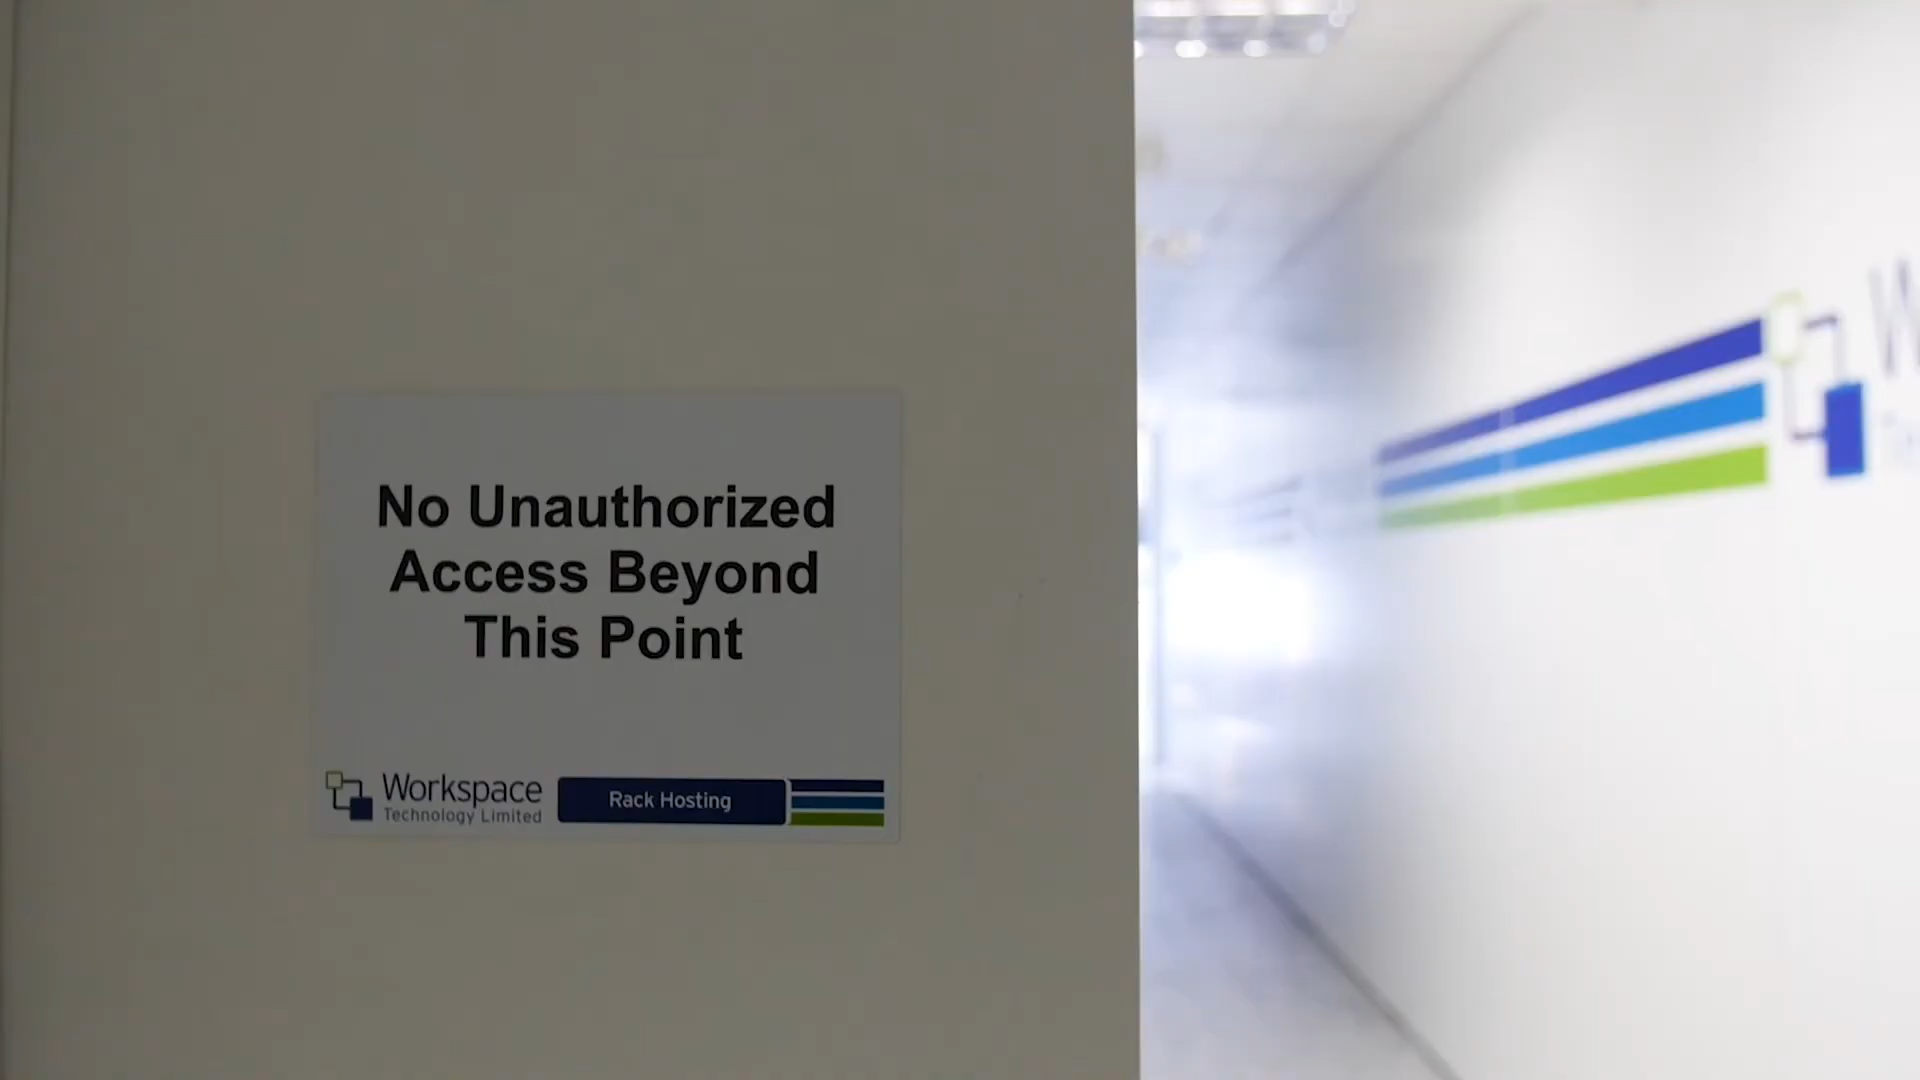 No Unauthorized
Access Beyond
This Point
Workspace
Technology Limited
Rack Hosting